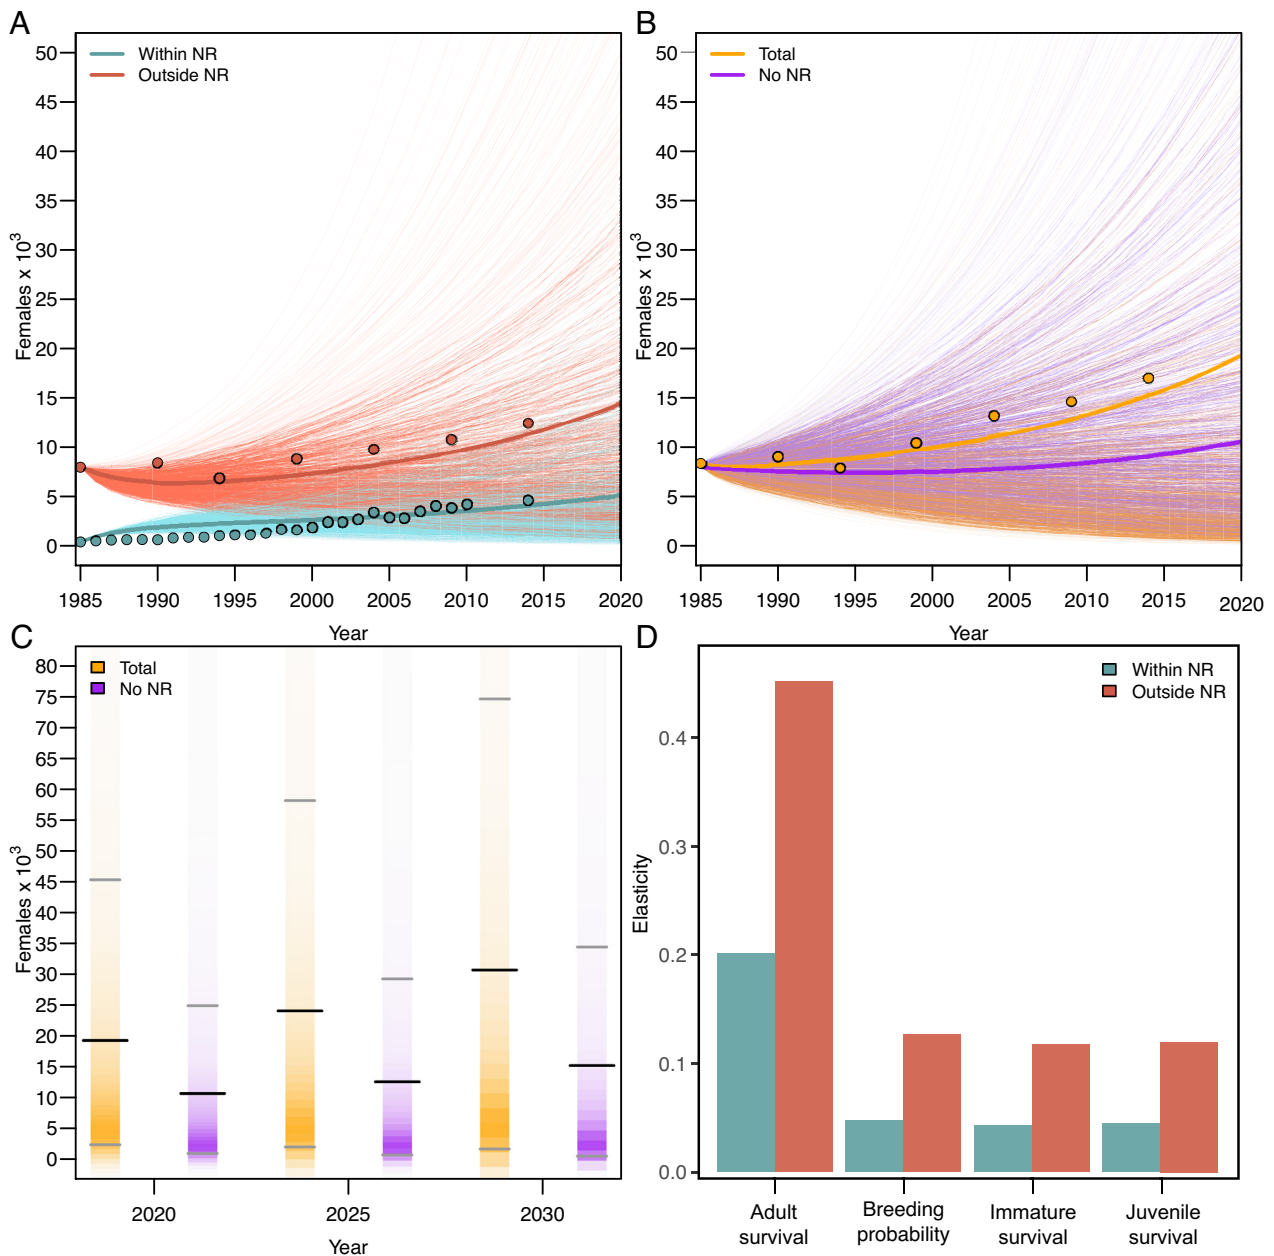 A
Within NR
Outside NR
50
45
40
35
30
25
20
15
10
5
0
Females x 10³
1985 1990 1995 2000 2005 2010 2015 2020
Year
B
Total
No NR
50
45
40
35
30
25
20
15
10
5
0
Females x 10³
1985 1990 1995 2000 2005 2010 2015 2020
Year
C
Total
No NR
80
75
70
65
60
55
50
45
40
35
30
25
20
15
10
5
0
Females x 10³
2020 2025 2030
Year
D
Within NR
Outside NR
0.4
0.3
0.2
0.1
0.0
Elasticity
Adult Breeding Immature Juvenile
survival probability survival survival